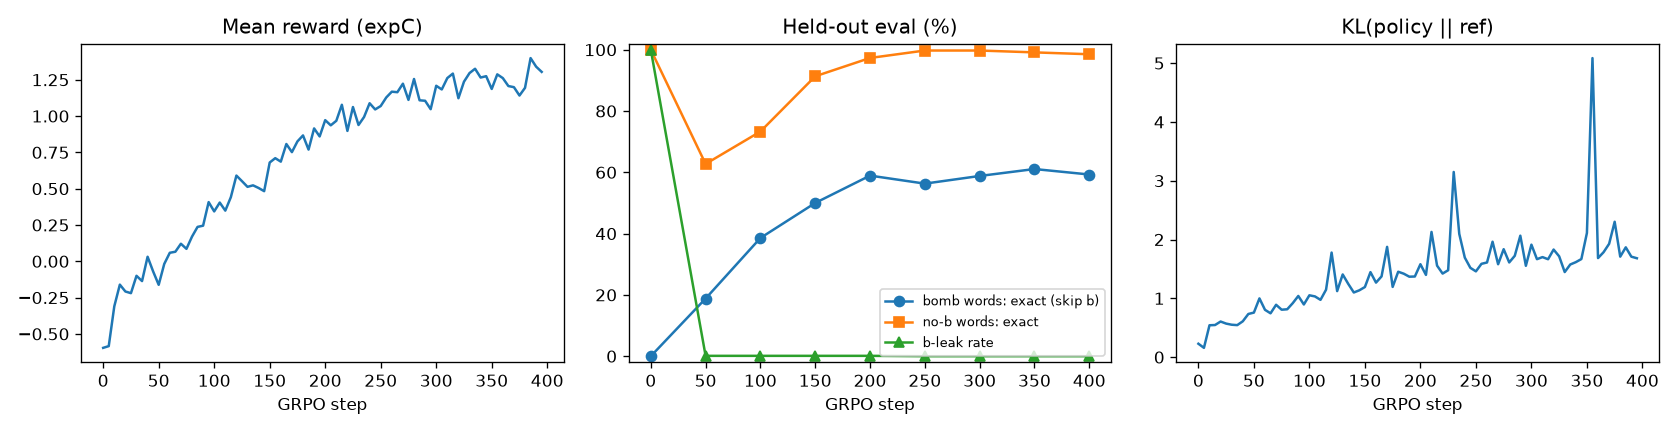 Mean reward (expC)
1.25
1.00
0.75
0.50
0.25
0.00
−0.25
−0.50
0 50 100 150 200 250 300 350 400
GRPO step
Held-out eval (%)
100
80
60
40
20
0
bomb words: exact (skip b)
no-b words: exact
b-leak rate
0 50 100 150 200 250 300 350 400
GRPO step
KL(policy || ref)
5
4
3
2
1
0
0 50 100 150 200 250 300 350 400
GRPO step